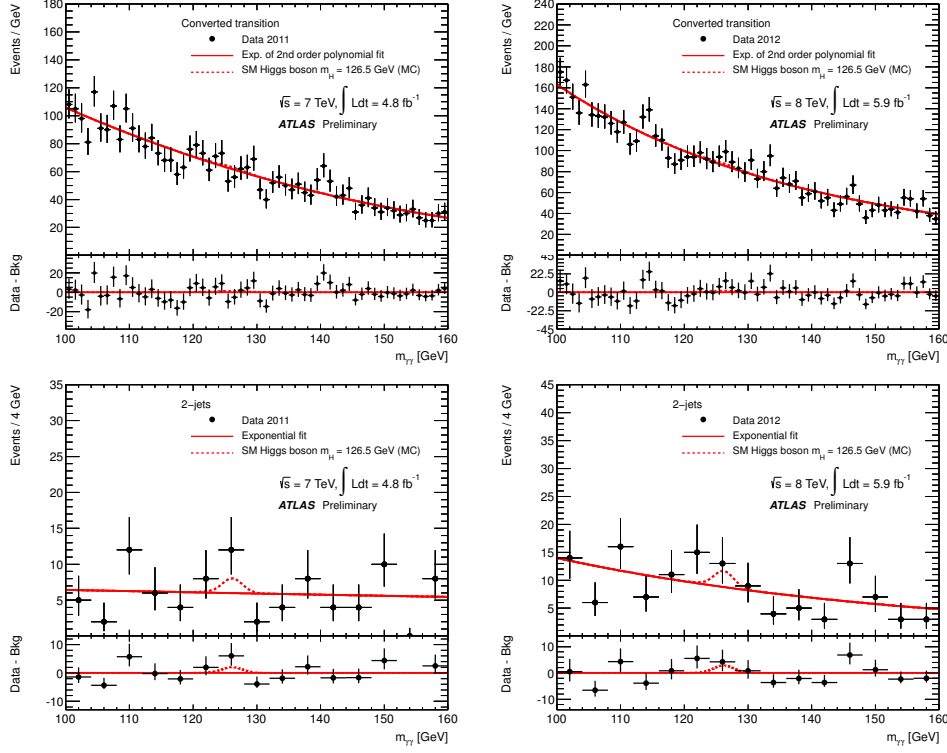 Events / GeV
180
160
140
120
100
80
60
40
20
Converted transition
Data 2011
Exp. of 2nd order polynomial fit
SM Higgs boson mH = 126.5 GeV (MC)
√s = 7 TeV, ∫ Ldt = 4.8 fb-1
ATLAS Preliminary
Data - Bkg
20
0
-20
100 110 120 130 140 150 160
mγγ [GeV]
Events / GeV
240
220
200
180
160
140
120
100
80
60
40
20
Converted transition
Data 2012
Exp. of 2nd order polynomial fit
SM Higgs boson mH = 126.5 GeV (MC)
√s = 8 TeV, ∫ Ldt = 5.9 fb-1
ATLAS Preliminary
Data - Bkg
45
22.5
0
-22.5
-45
100 110 120 130 140 150 160
mγγ [GeV]
Events / 4 GeV
35
30
25
20
15
10
5
2−jets
Data 2011
Exponential fit
SM Higgs boson mH = 126.5 GeV (MC)
√s = 7 TeV, ∫ Ldt = 4.8 fb-1
ATLAS Preliminary
Data - Bkg
10
0
-10
100 110 120 130 140 150 160
mγγ [GeV]
Events / 4 GeV
45
40
35
30
25
20
15
10
5
2−jets
Data 2012
Exponential fit
SM Higgs boson mH = 126.5 GeV (MC)
√s = 8 TeV, ∫ Ldt = 5.9 fb-1
ATLAS Preliminary
Data - Bkg
10
0
-10
100 110 120 130 140 150 160
mγγ [GeV]